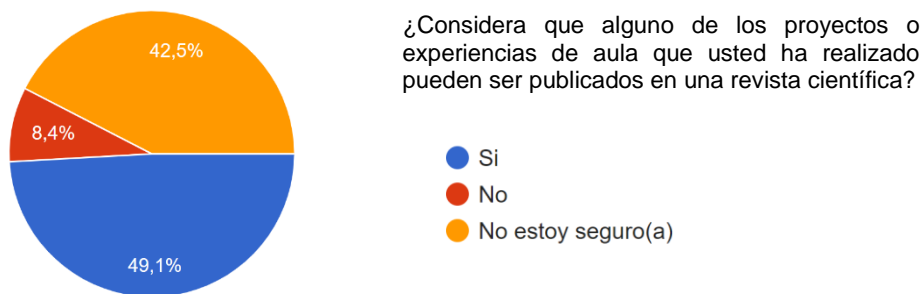 ¿Considera que alguno de los proyectos o
experiencias de aula que usted ha realizado
pueden ser publicados en una revista científica?
42,5%
8,4%
49,1%
Si
No
No estoy seguro(a)